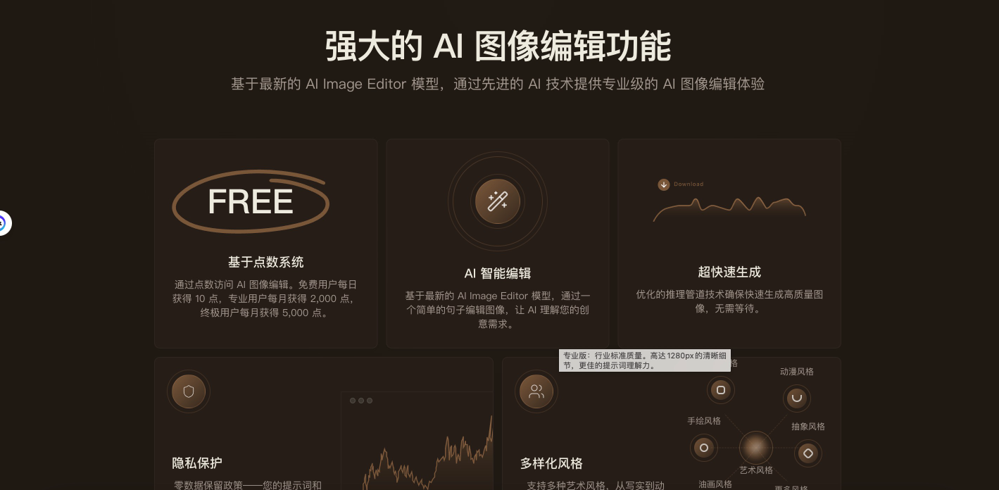 强大的 AI 图像编辑功能
基于最新的 AI Image Editor 模型，通过先进的 AI 技术提供专业级的 AI 图像编辑体验
FREE
基于点数系统
通过点数访问 AI 图像编辑。免费用户每日
获得 10 点，专业用户每月获得 2,000 点，
终极用户每月获得 5,000 点。
AI 智能编辑
基于最新的 AI Image Editor 模型，通过一
个简单的句子编辑图像，让 AI 理解您的创
意需求。
Download
超快速生成
优化的推理管道技术确保快速生成高质量图
像，无需等待。
专业版：行业标准质量。高达1280px的清晰细
节，更佳的提示词理解力。
隐私保护
零数据保留政策——您的提示词和
格
动漫风格
手绘风格
抽象风格
艺术风格
油画风格
更多风格
多样化风格
支持多种艺术风格，从写实到动